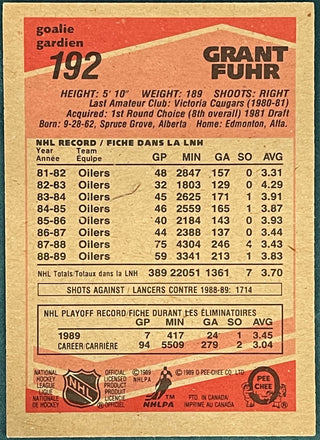 goalie
gardien
192
GRANT
FUHR
HEIGHT: 5' 10" WEIGHT: 189 SHOOTS: RIGHT
Last Amateur Club: Victoria Cougars (1980-81)
Acquired: 1st Round Choice (8th overall) 1981 Draft
Born: 9-28-62, Spruce Grove, Alberta Home: Edmonton, Alta.
NHL RECORD / FICHE DANS LA LNH
Year Team
Année Équipe GP MIN GA SO AVG
81-82 Oilers 48 2847 157 0 3.31
82-83 Oilers 32 1803 129 0 4.29
83-84 Oilers 45 2625 171 1 3.91
84-85 Oilers 46 2559 165 1 3.87
85-86 Oilers 40 2184 143 0 3.93
86-87 Oilers 44 2388 137 0 3.44
87-88 Oilers 75 4304 246 4 3.43
88-89 Oilers 59 3341 213 1 3.83
NHL Totals/Totaux dans la LNH 389 22051 1361 7 3.70
SHOTS AGAINST / LANCERS CONTRE 1988-89: 1714
NHL PLAYOFF RECORD/FICHE DURANT LES ÉLIMINATOIRES
GP MIN GA SO AVG
1989 7 417 24 1 3.45
CAREER-CARRIÈRE 94 5509 279 2 3.04
NATIONAL
HOCKEY
LEAGUE
LIGUE
NATIONALE
DE HOCKEY
NHL
OFFICIAL
LICENSED
PRODUCT
PRODUIT
OFFICIEL
©1989
NHLPA
NHLPA
© 1989 O-PEE-CHEE CO. LTD
PTD. IN CANADA/
IMPRIMÉ AU CANADA
O
PEE
CHEE